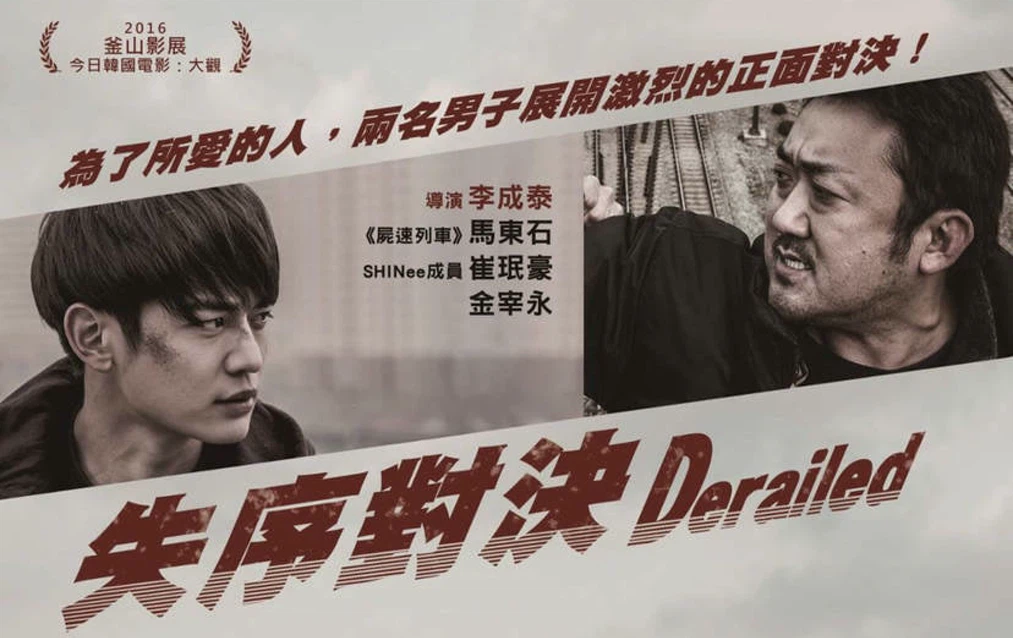 2016
釜山影展
今日韓國電影：大觀
為了所愛的人，兩名男子展開激烈的正面對決！
導演 李成泰
《屍速列車》馬東石
SHINee成員 崔珉豪
金宰永
失序對決 Derailed